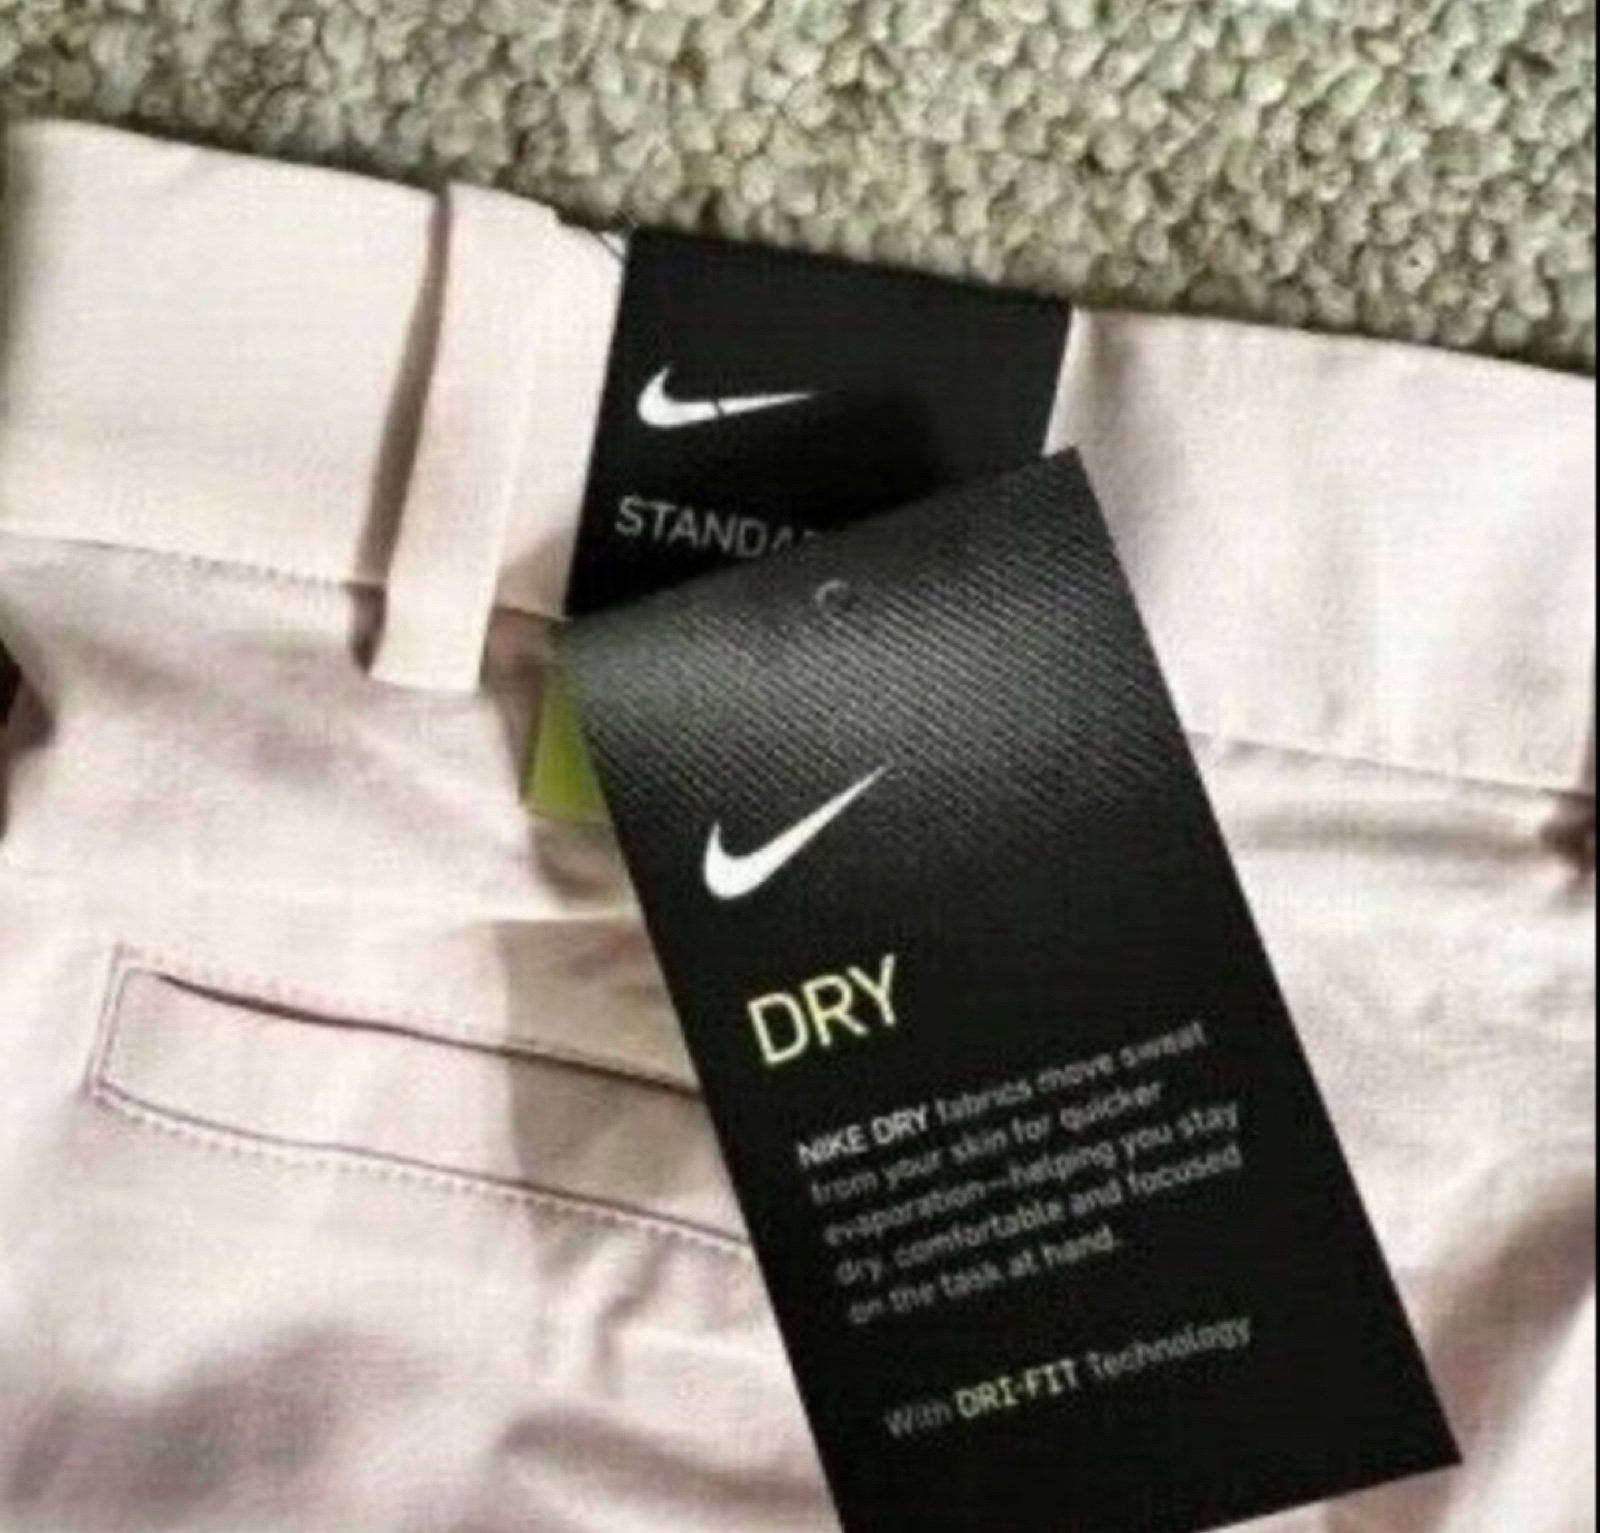 STANDA
DRY
NIKE DRY fabrics move sweat
from your skin for quicker
evaporation—helping you stay
dry, comfortable and focused
on the task at hand.
With DRI-FIT Technology